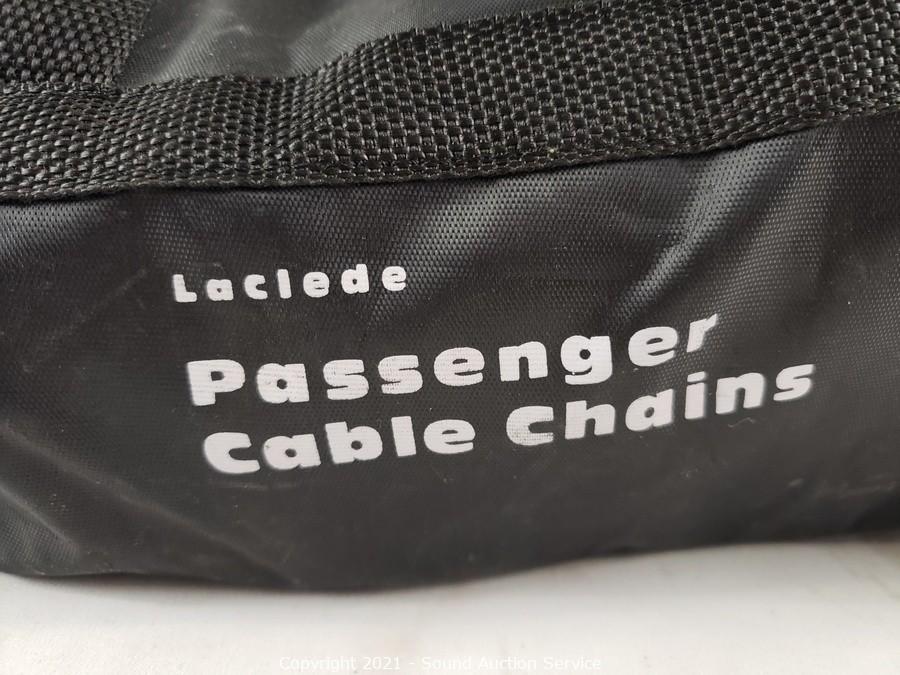 Laclede
Passenger
Cable Chains
Copyright 2021 - Sound Auction Service